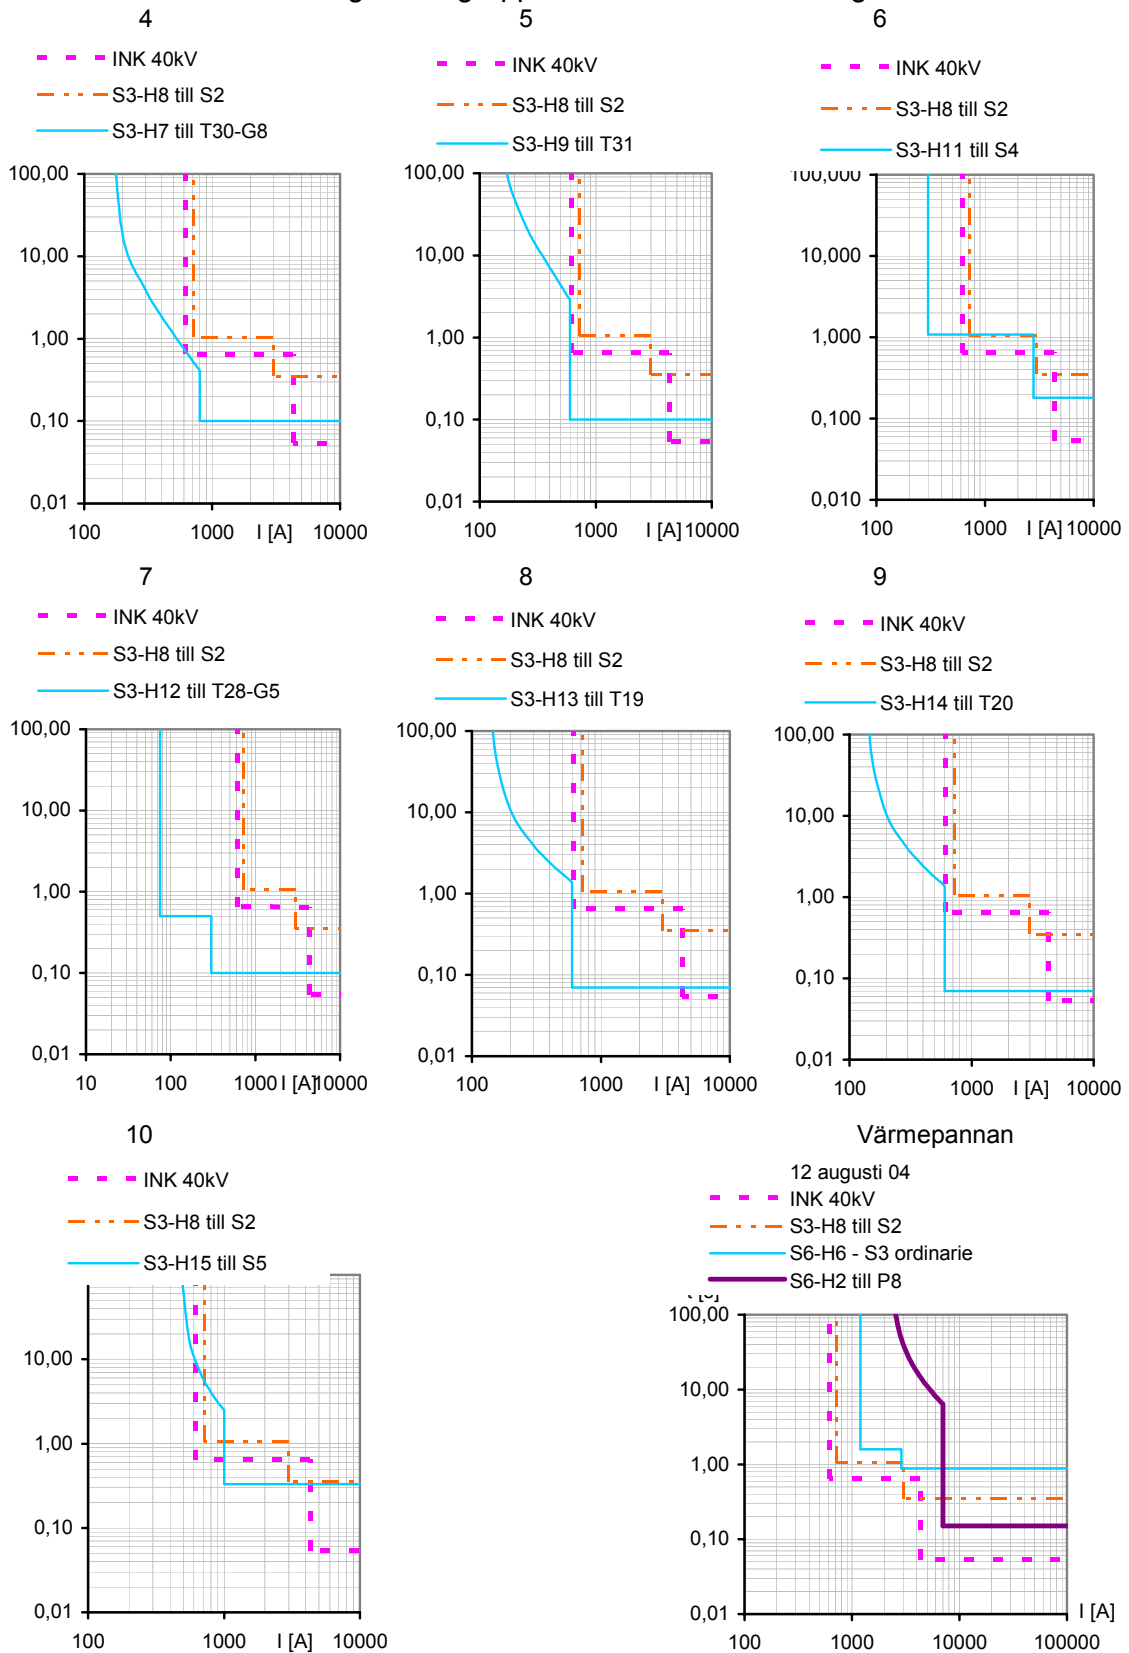 4
INK 40kV
S3-H8 till S2
S3-H7 till T30-G8
100,00
10,00
1,00
0,10
0,01
100 1000 I [A] 10000
5
INK 40kV
S3-H8 till S2
S3-H9 till T31
100,00
10,00
1,00
0,10
0,01
100 1000 I [A] 10000
6
INK 40kV
S3-H8 till S2
S3-H11 till S4
100,000
10,000
1,000
0,100
0,010
100 1000 I [A] 10000
7
INK 40kV
S3-H8 till S2
S3-H12 till T28-G5
100,00
10,00
1,00
0,10
0,01
10 100 1000 I [A] 10000
8
INK 40kV
S3-H8 till S2
S3-H13 till T19
100,00
10,00
1,00
0,10
0,01
100 1000 I [A] 10000
9
INK 40kV
S3-H8 till S2
S3-H14 till T20
100,00
10,00
1,00
0,10
0,01
100 1000 I [A] 10000
10
INK 40kV
S3-H8 till S2
S3-H15 till S5
10,00
1,00
0,10
0,01
100 1000 I [A] 10000
Värmepannan
12 augusti 04
INK 40kV
S3-H8 till S2
S6-H6 - S3 ordinarie
S6-H2 till P8
100,00
10,00
1,00
0,10
0,01
I [A]
100 1000 10000 100000